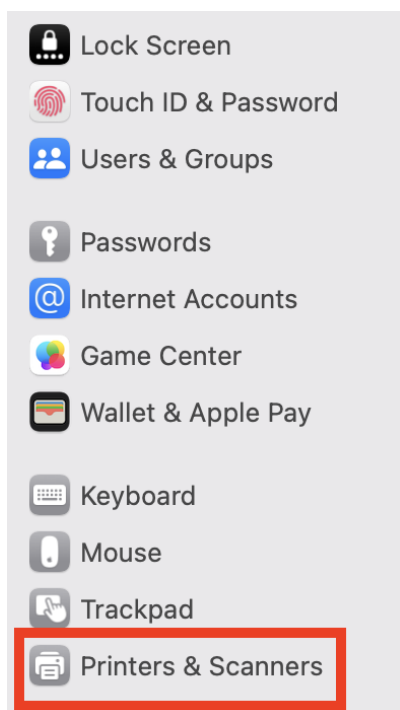 Lock Screen
Touch ID & Password
Users & Groups
Passwords
Internet Accounts
Game Center
Wallet & Apple Pay
Keyboard
Mouse
Trackpad
Printers & Scanners